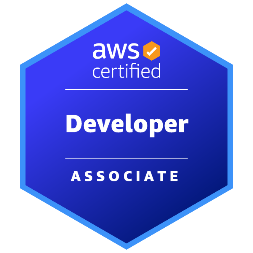 aws
certified
Developer
ASSOCIATE